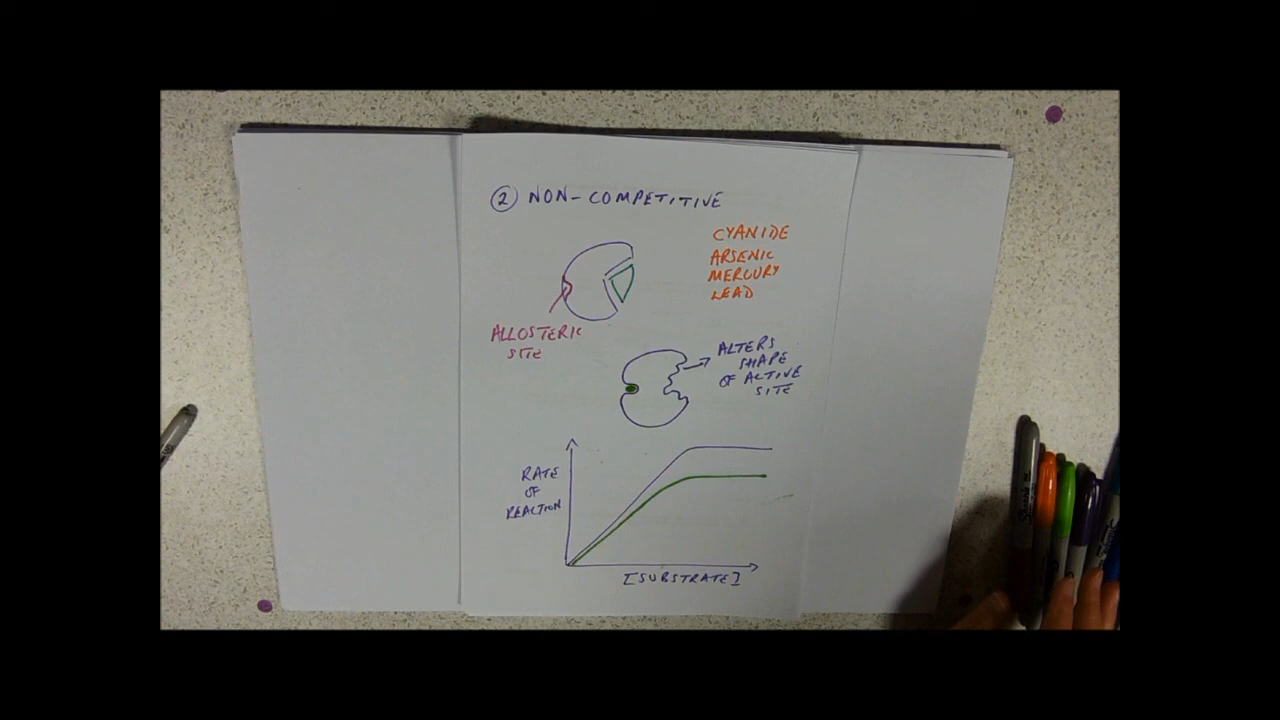 ② NON-COMPETITIVE
CYANIDE
ARSENIC
MERCURY
LEAD
ALLOSTERIC
SITE
ALTERS
SHAPE
OF ACTIVE
SITE
RATE
OF
REACTION
[SUBSTRATE]